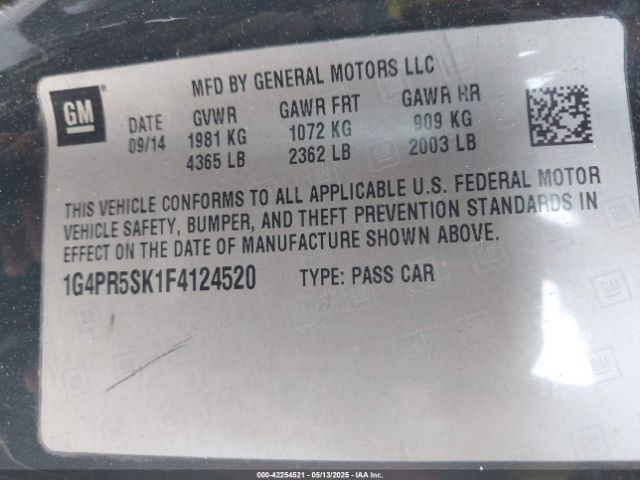 MFD BY GENERAL MOTORS LLC
GM
DATE GVWR GAWR FRT GAWR RR
09/14 1981 KG 1072 KG 909 KG
4365 LB 2362 LB 2003 LB
THIS VEHICLE CONFORMS TO ALL APPLICABLE U.S. FEDERAL MOTOR
VEHICLE SAFETY, BUMPER, AND THEFT PREVENTION STANDARDS IN
EFFECT ON THE DATE OF MANUFACTURE SHOWN ABOVE.
1G4PR5SK1F4124520 TYPE: PASS CAR
000-42254521 - 05/13/2025 - IAA Inc.